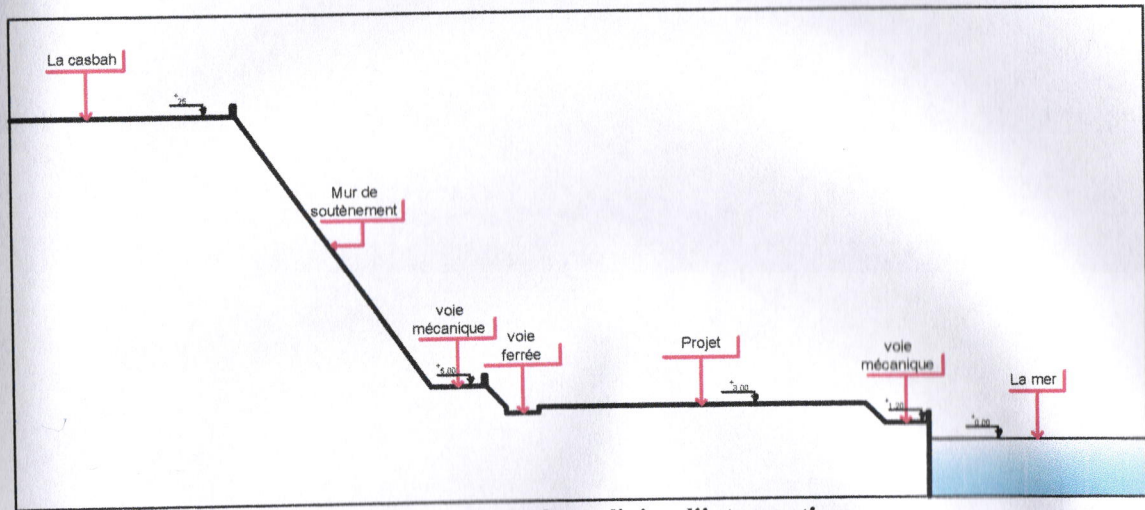 La casbah
+25
Mur de
soutènement
voie
mécanique
+5.00
voie
ferrée
Projet
+3.00
voie
mécanique
+1.20
La mer
+0.00